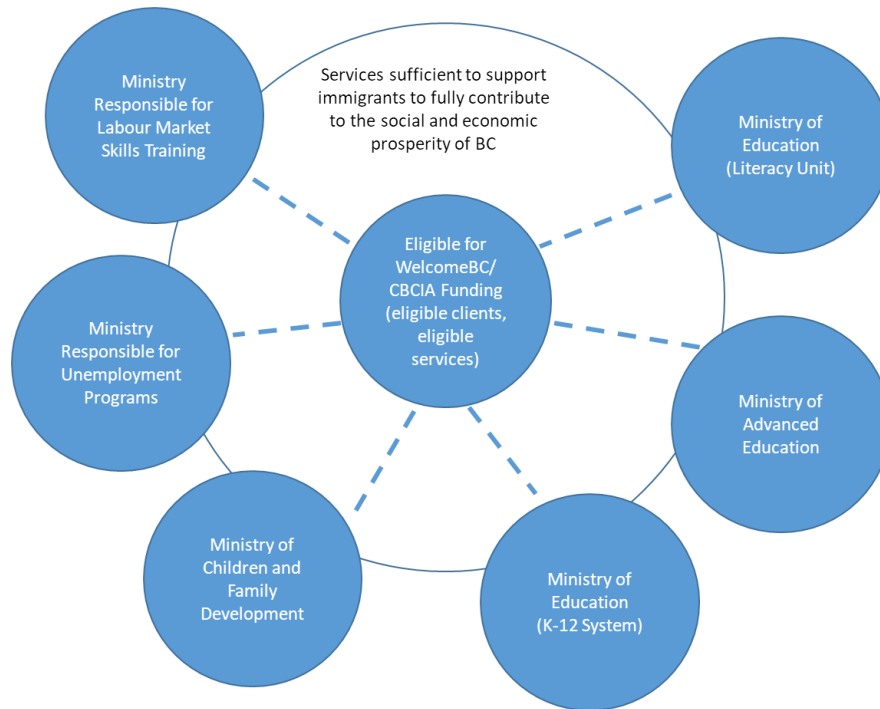 Services sufficient to support
immigrants to fully contribute
to the social and economic
prosperity of BC
Ministry
Responsible for
Labour Market
Skills Training
Ministry of
Education
(Literacy Unit)
Eligible for
WelcomeBC/
CBCIA Funding
(eligible clients,
eligible
services)
Ministry
Responsible for
Unemployment
Programs
Ministry of
Advanced
Education
Ministry of
Children and
Family
Development
Ministry of
Education
(K-12 System)